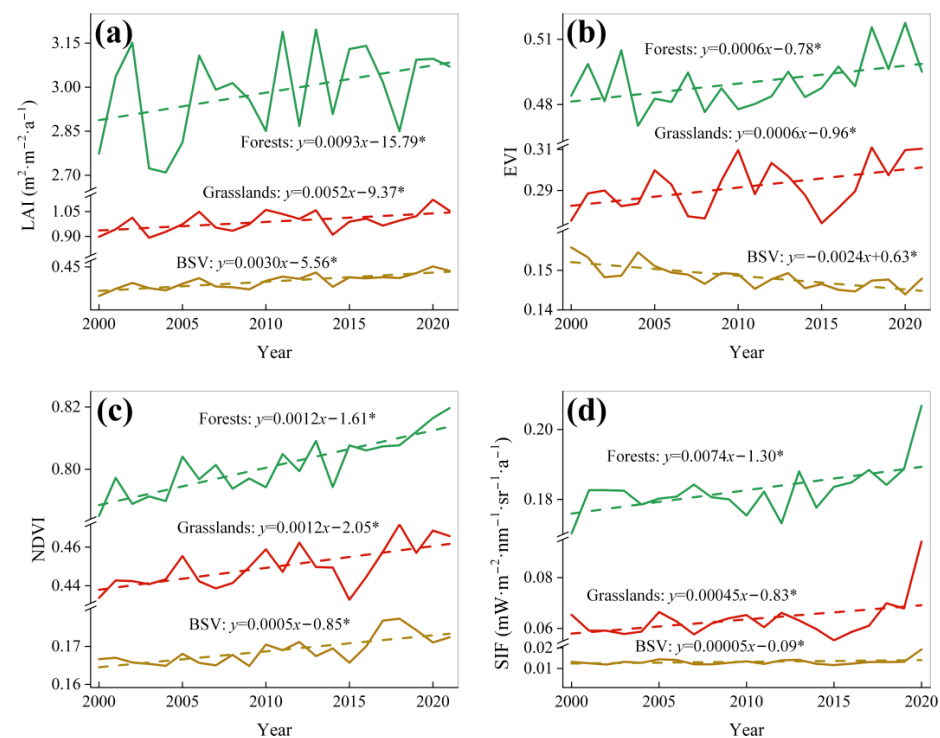 (a)
3.15
3.00
2.85
2.70
1.05
0.90
0.45
LAI (m²·m⁻²·a⁻¹)
Forests: y=0.0093x−15.79*
Grasslands: y=0.0052x−9.37*
BSV: y=0.0030x−5.56*
2000 2005 2010 2015 2020
Year
(b)
0.51
0.48
0.31
0.29
0.15
0.14
EVI
Forests: y=0.0006x−0.78*
Grasslands: y=0.0006x−0.96*
BSV: y=−0.0024x+0.63*
2000 2005 2010 2015 2020
Year
(c)
0.82
0.80
0.46
0.44
0.17
0.16
NDVI
Forests: y=0.0012x−1.61*
Grasslands: y=0.0012x−2.05*
BSV: y=0.0005x−0.85*
2000 2005 2010 2015 2020
Year
(d)
0.20
0.18
0.08
0.06
0.02
0.01
SIF (mW·m⁻²·nm⁻¹·sr⁻¹·a⁻¹)
Forests: y=0.0074x−1.30*
Grasslands: y=0.00045x−0.83*
BSV: y=0.00005x−0.09*
2000 2005 2010 2015 2020
Year